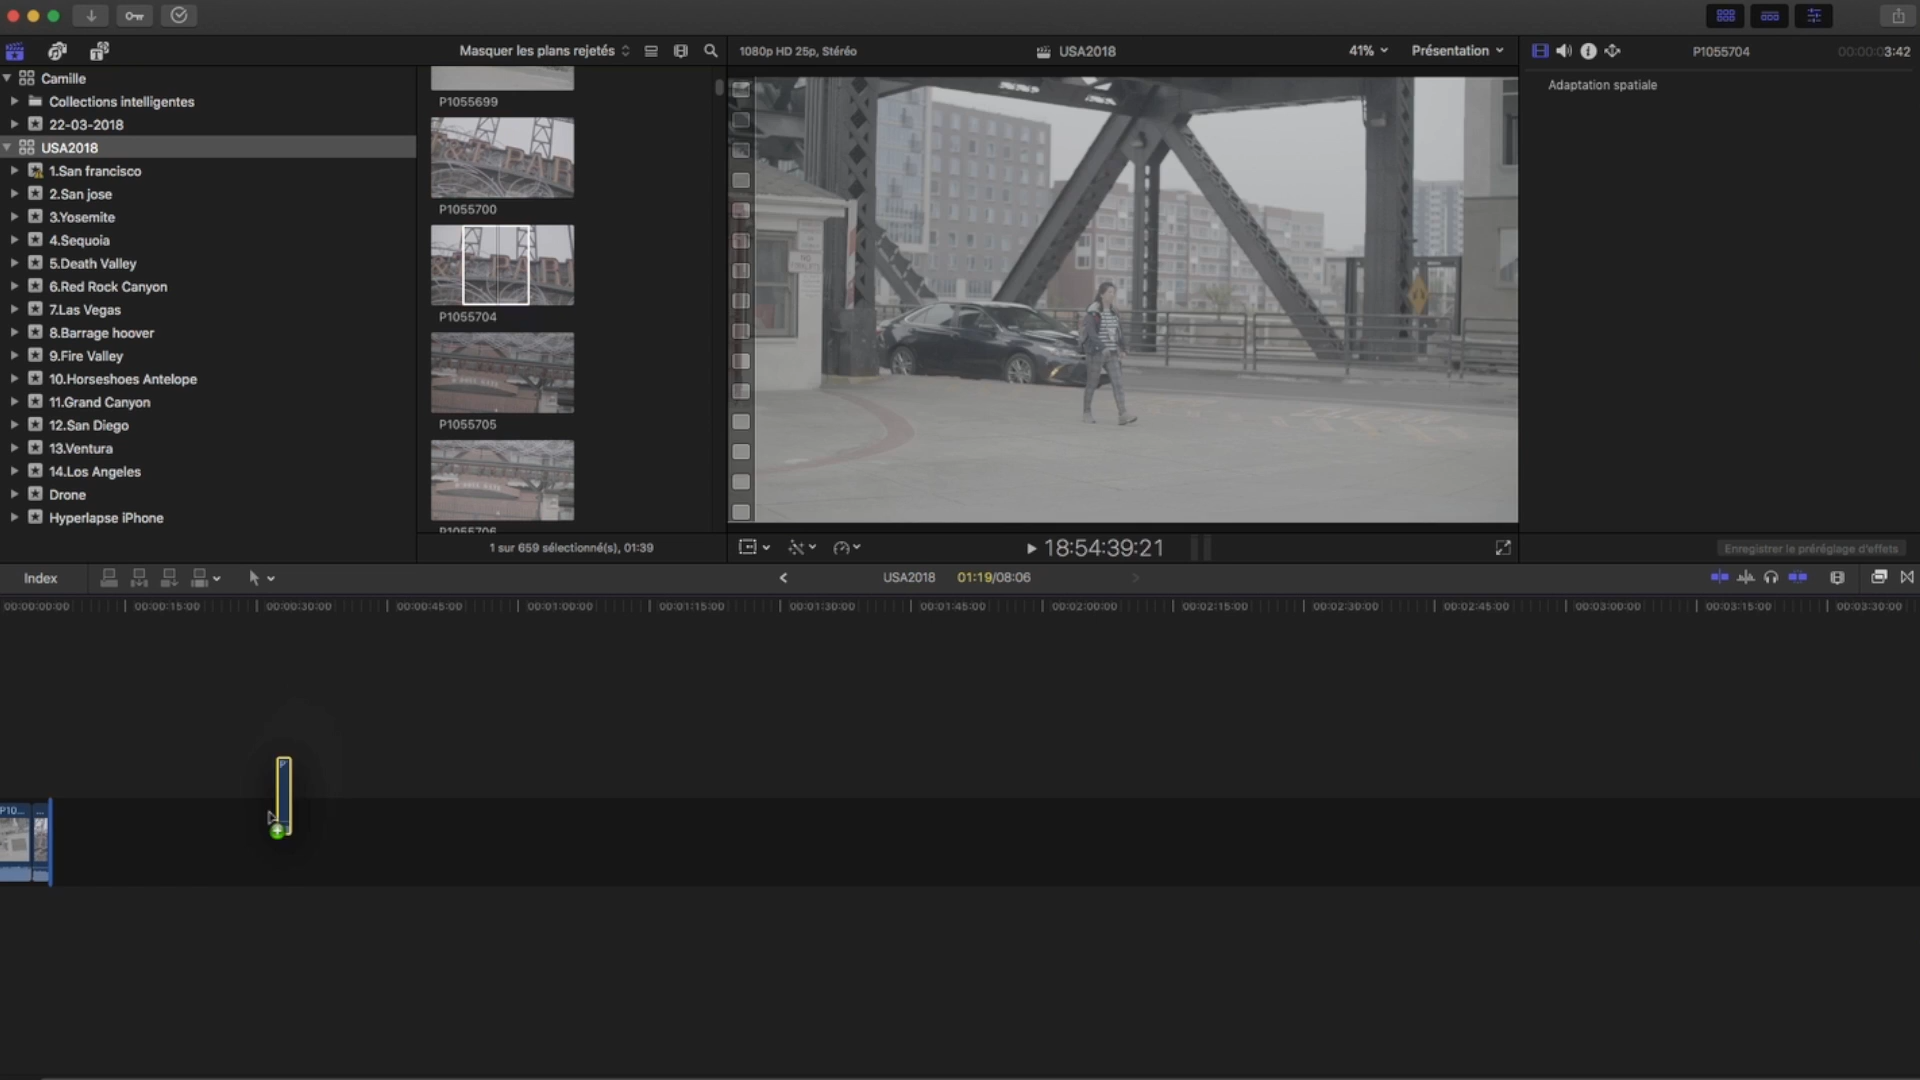 Masquer les plans rejetés
1080p HD 25p, Stéréo
USA2018
41%
Présentation
P1055704
00:00:03:42
Camille
Collections intelligentes
22-03-2018
USA2018
1.San francisco
2.San jose
3.Yosemite
4.Sequoia
5.Death Valley
6.Red Rock Canyon
7.Las Vegas
8.Barrage hoover
9.Fire Valley
10.Horseshoes Antelope
11.Grand Canyon
12.San Diego
13.Ventura
14.Los Angeles
Drone
Hyperlapse iPhone
P1055699
P1055700
P1055704
P1055705
P1055706
1 sur 659 sélectionné(s), 01:39
Adaptation spatiale
18:54:39:21
Enregistrer le préréglage d'effets
Index
USA2018
01:19/08:06
00:00:00:00
00:00:15:00
00:00:30:00
00:00:45:00
00:01:00:00
00:01:15:00
00:01:30:00
00:01:45:00
00:02:00:00
00:02:15:00
00:02:30:00
00:02:45:00
00:03:00:00
00:03:15:00
00:03:30:00
P10...
...